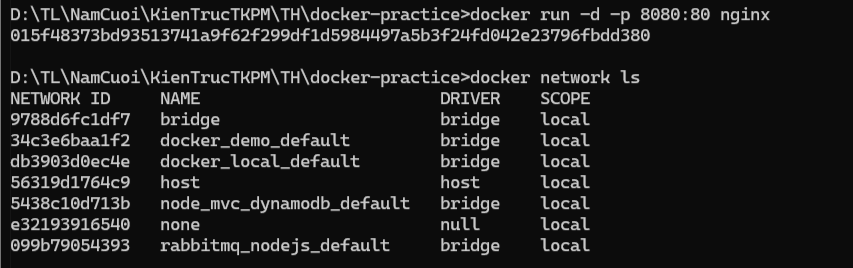 D:\TL\NamCuoi\KienTrucTKPM\TH\docker-practice>docker run -d -p 8080:80 nginx
015f48373bd93513741a9f62f299df1d5984497a5b3f24fd042e23796fbdd380
D:\TL\NamCuoi\KienTrucTKPM\TH\docker-practice>docker network ls
NETWORK ID     NAME                       DRIVER    SCOPE
9788d6fc1df7   bridge                     bridge    local
34c3e6baa1f2   docker_demo_default        bridge    local
db3903d0ec4e   docker_local_default       bridge    local
56319d1764c9   host                       host      local
5438c10d713b   node_mvc_dynamodb_default  bridge    local
e32193916540   none                       null      local
099b79054393   rabbitmq_nodejs_default    bridge    local